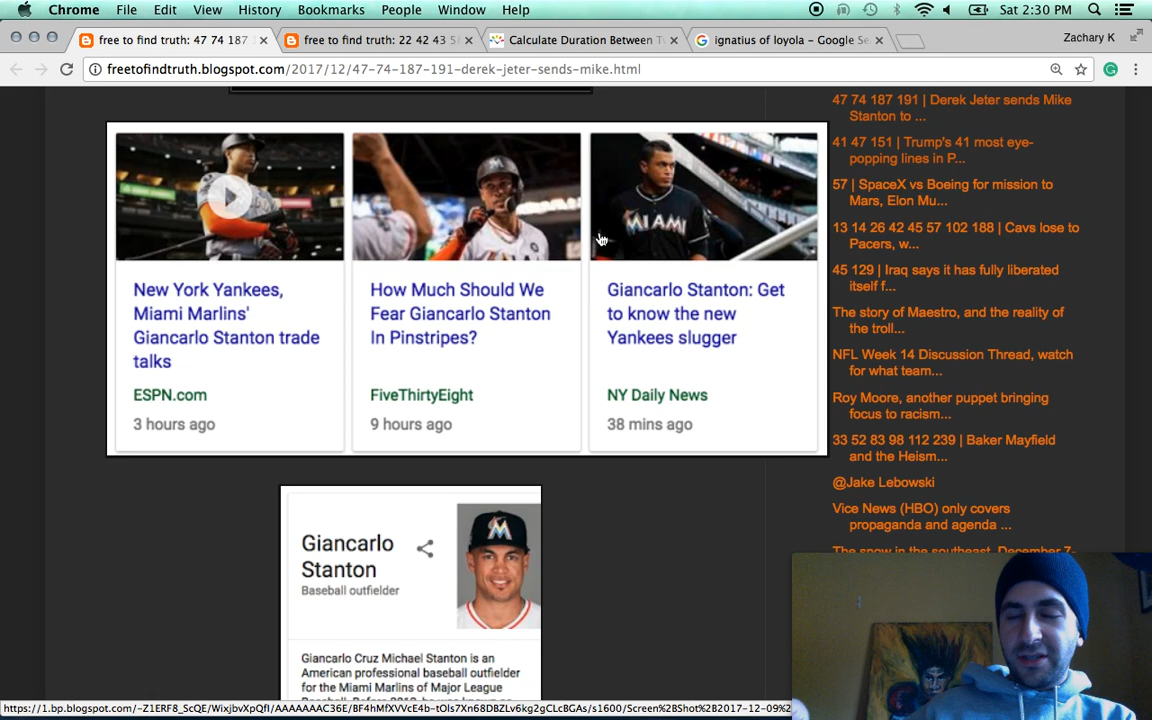 Chrome File Edit View History Bookmarks People Window Help Sat 2:30 PM
free to find truth: 47 74 187
free to find truth: 22 42 43 5
Calculate Duration Between T
ignatius of loyola - Google Se
Zachary K
freetofindtruth.blogspot.com/2017/12/47-74-187-191-derek-jeter-sends-mike.html
MIAMI
New York Yankees,
Miami Marlins'
Giancarlo Stanton trade
talks
ESPN.com
3 hours ago
How Much Should We
Fear Giancarlo Stanton
In Pinstripes?
FiveThirtyEight
9 hours ago
Giancarlo Stanton: Get
to know the new
Yankees slugger
NY Daily News
38 mins ago
Giancarlo
Stanton
Baseball outfielder
Giancarlo Cruz Michael Stanton is an
American professional baseball outfielder
for the Miami Marlins of Major League
47 74 187 191 | Derek Jeter sends Mike
Stanton to ...
41 47 151 | Trump's 41 most eye-
popping lines in P...
57 | SpaceX vs Boeing for mission to
Mars, Elon Mu...
13 14 26 42 45 57 102 188 | Cavs lose to
Pacers, w...
45 129 | Iraq says it has fully liberated
itself f...
The story of Maestro, and the reality of
the troll...
NFL Week 14 Discussion Thread, watch
for what team...
Roy Moore, another puppet bringing
focus to racism...
33 52 83 98 112 239 | Baker Mayfield
and the Heism...
@Jake Lebowski
Vice News (HBO) only covers
propaganda and agenda ...
The snow in the southeast, December 7-